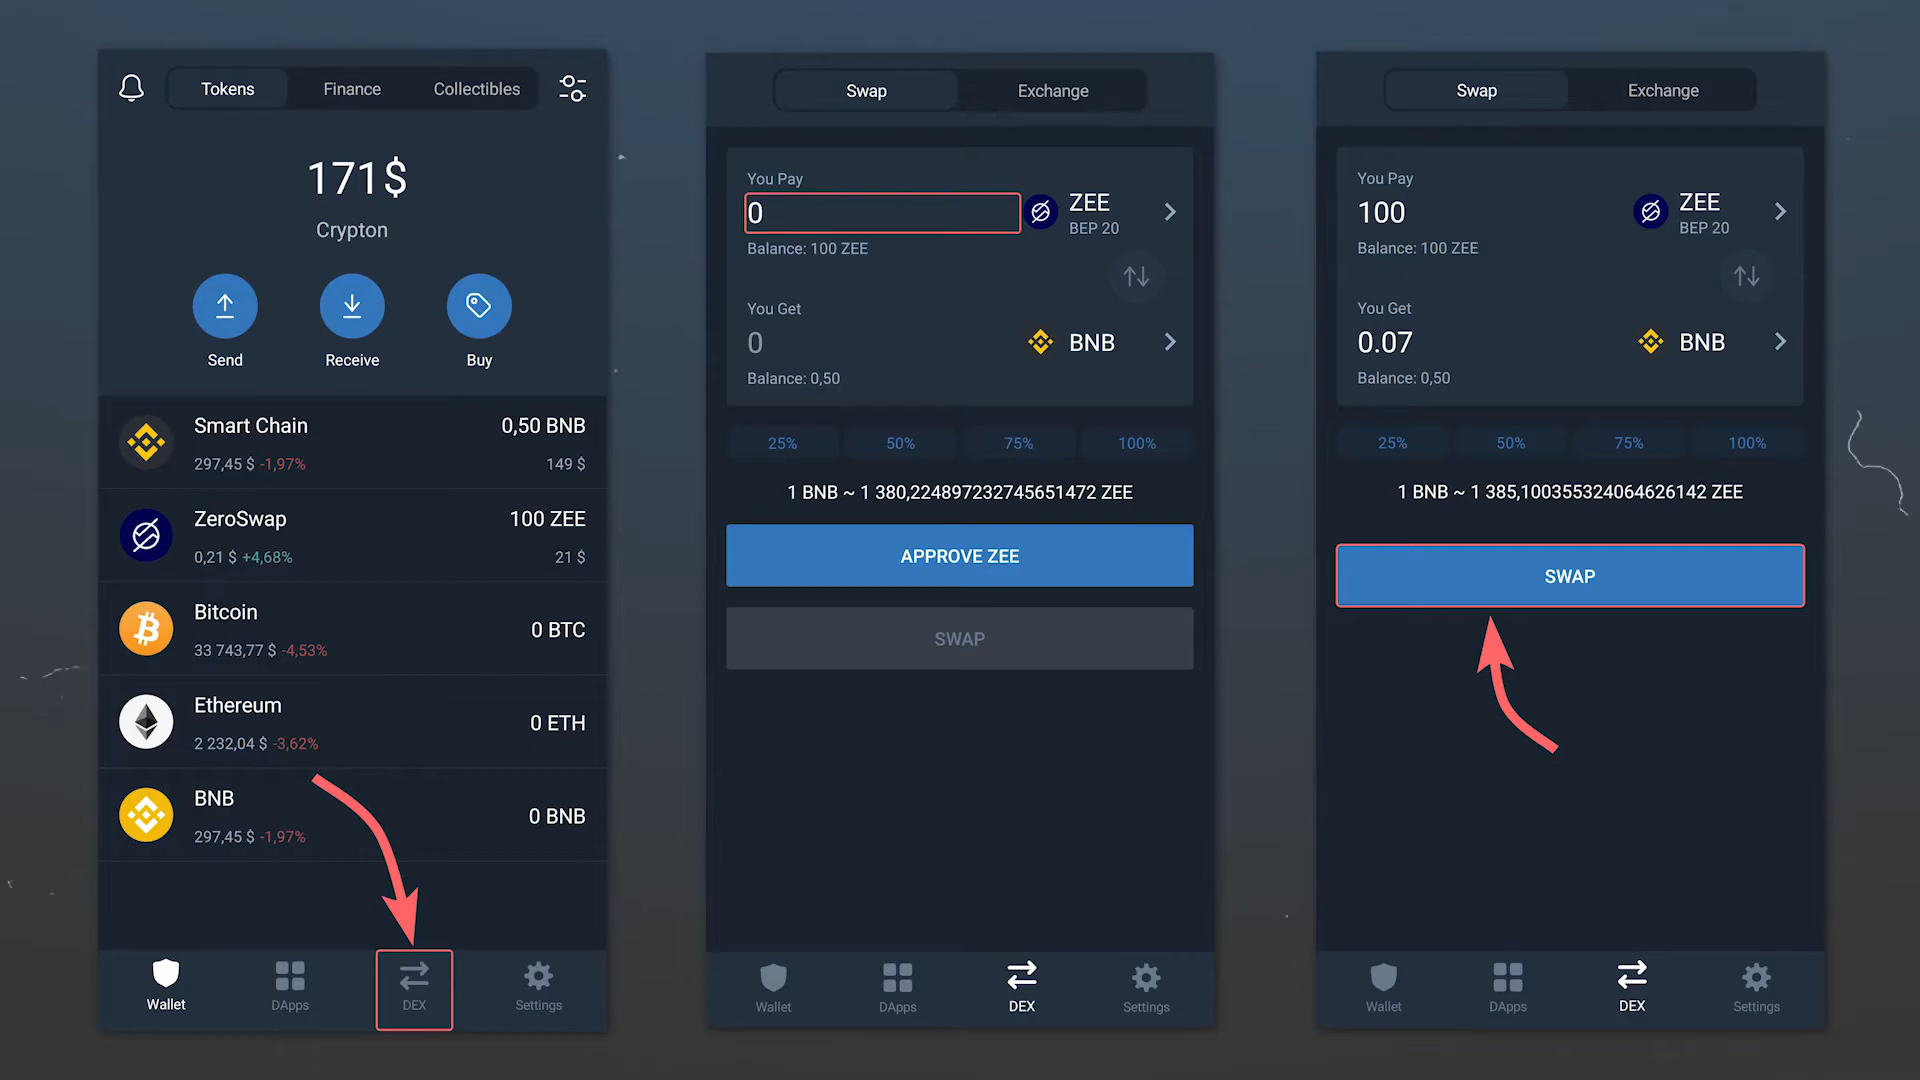 Tokens
Finance
Collectibles
171$
Crypton
Send
Receive
Buy
Smart Chain
0,50 BNB
297,45 $ -1,97%
149 $
ZeroSwap
100 ZEE
0,21 $ +4,68%
21 $
Bitcoin
0 BTC
33 743,77 $ -4,53%
Ethereum
0 ETH
2 232,04 $ -3,62%
BNB
0 BNB
297,45 $ -1,97%
Wallet
DApps
DEX
Settings
Swap
Exchange
You Pay
0
ZEE
BEP 20
Balance: 100 ZEE
You Get
0
BNB
Balance: 0,50
25%
50%
75%
100%
1 BNB ~ 1 380,224897232745651472 ZEE
APPROVE ZEE
SWAP
Wallet
DApps
DEX
Settings
Swap
Exchange
You Pay
100
ZEE
BEP 20
Balance: 100 ZEE
You Get
0.07
BNB
Balance: 0,50
25%
50%
75%
100%
1 BNB ~ 1 385,100355324064626142 ZEE
SWAP
Wallet
DApps
DEX
Settings